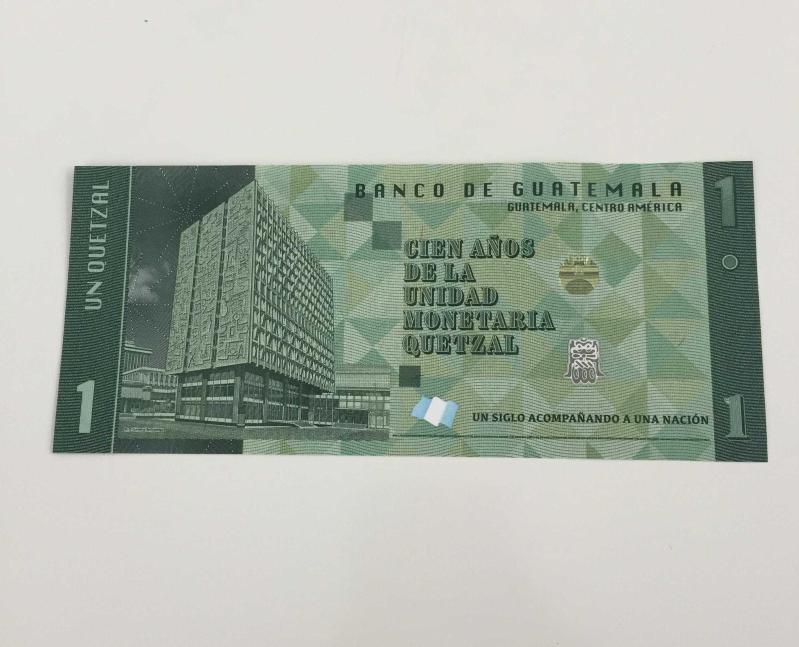 UN QUETZAL
1
BANCO DE GUATEMALA
GUATEMALA, CENTRO AMÉRICA
CIEN AÑOS
DE LA
UNIDAD
MONETARIA
QUETZAL
UN SIGLO ACOMPAÑANDO A UNA NACIÓN
1
1